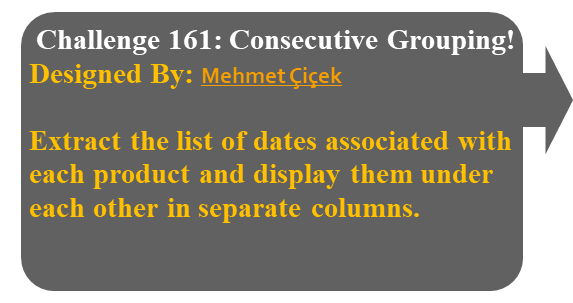 Challenge 161: Consecutive Grouping!
Designed By: Mehmet Çiçek
Extract the list of dates associated with
each product and display them under
each other in separate columns.